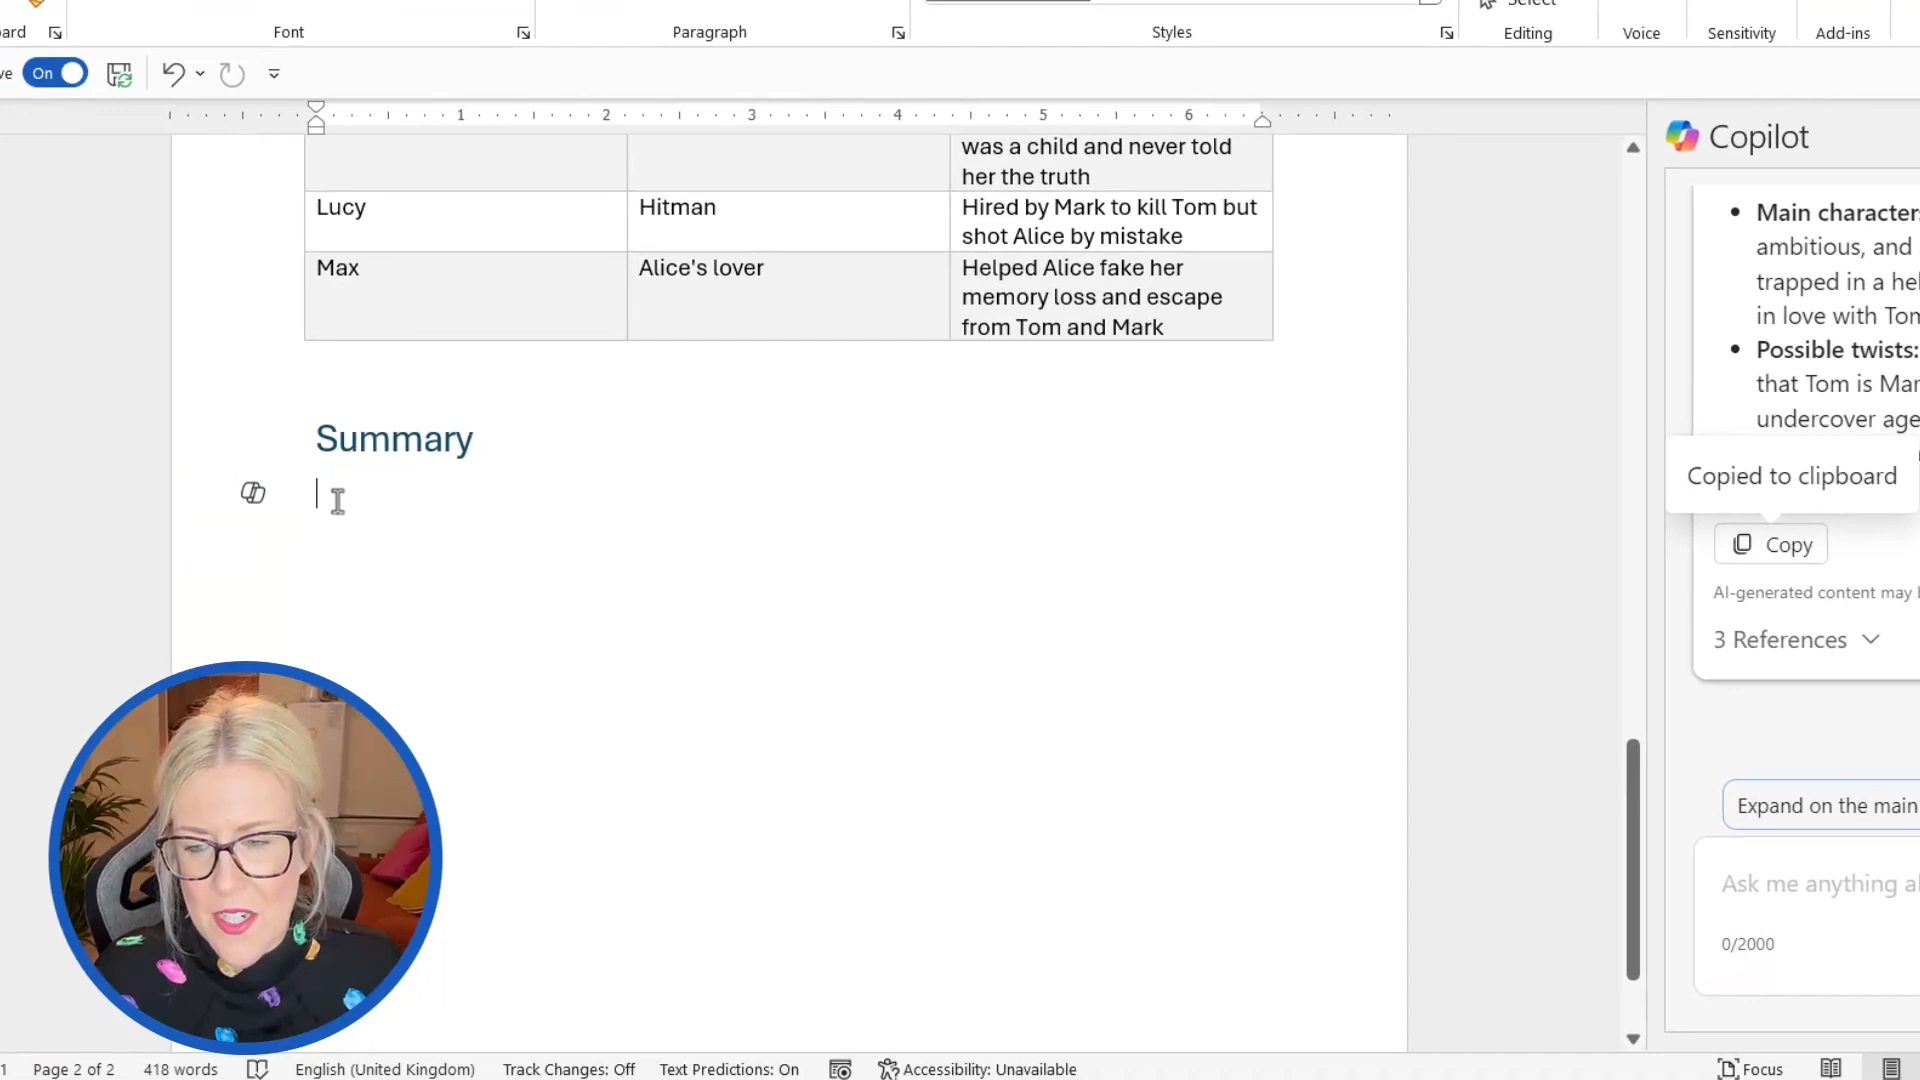 ard
Font
Paragraph
Styles
Editing
Voice
Sensitivity
Add-ins
ve
On
1 2 3 4 5 6
was a child and never told
her the truth
Lucy
Hitman
Hired by Mark to kill Tom but
shot Alice by mistake
Max
Alice's lover
Helped Alice fake her
memory loss and escape
from Tom and Mark
Summary
Copilot
• Main characters
ambitious, and
trapped in a he
in love with Tom
• Possible twists:
that Tom is Mar
undercover age
Copied to clipboard
Copy
AI-generated content may b
3 References
Expand on the main
Ask me anything a
0/2000
1 Page 2 of 2 418 words English (United Kingdom) Track Changes: Off Text Predictions: On Accessibility: Unavailable Focus